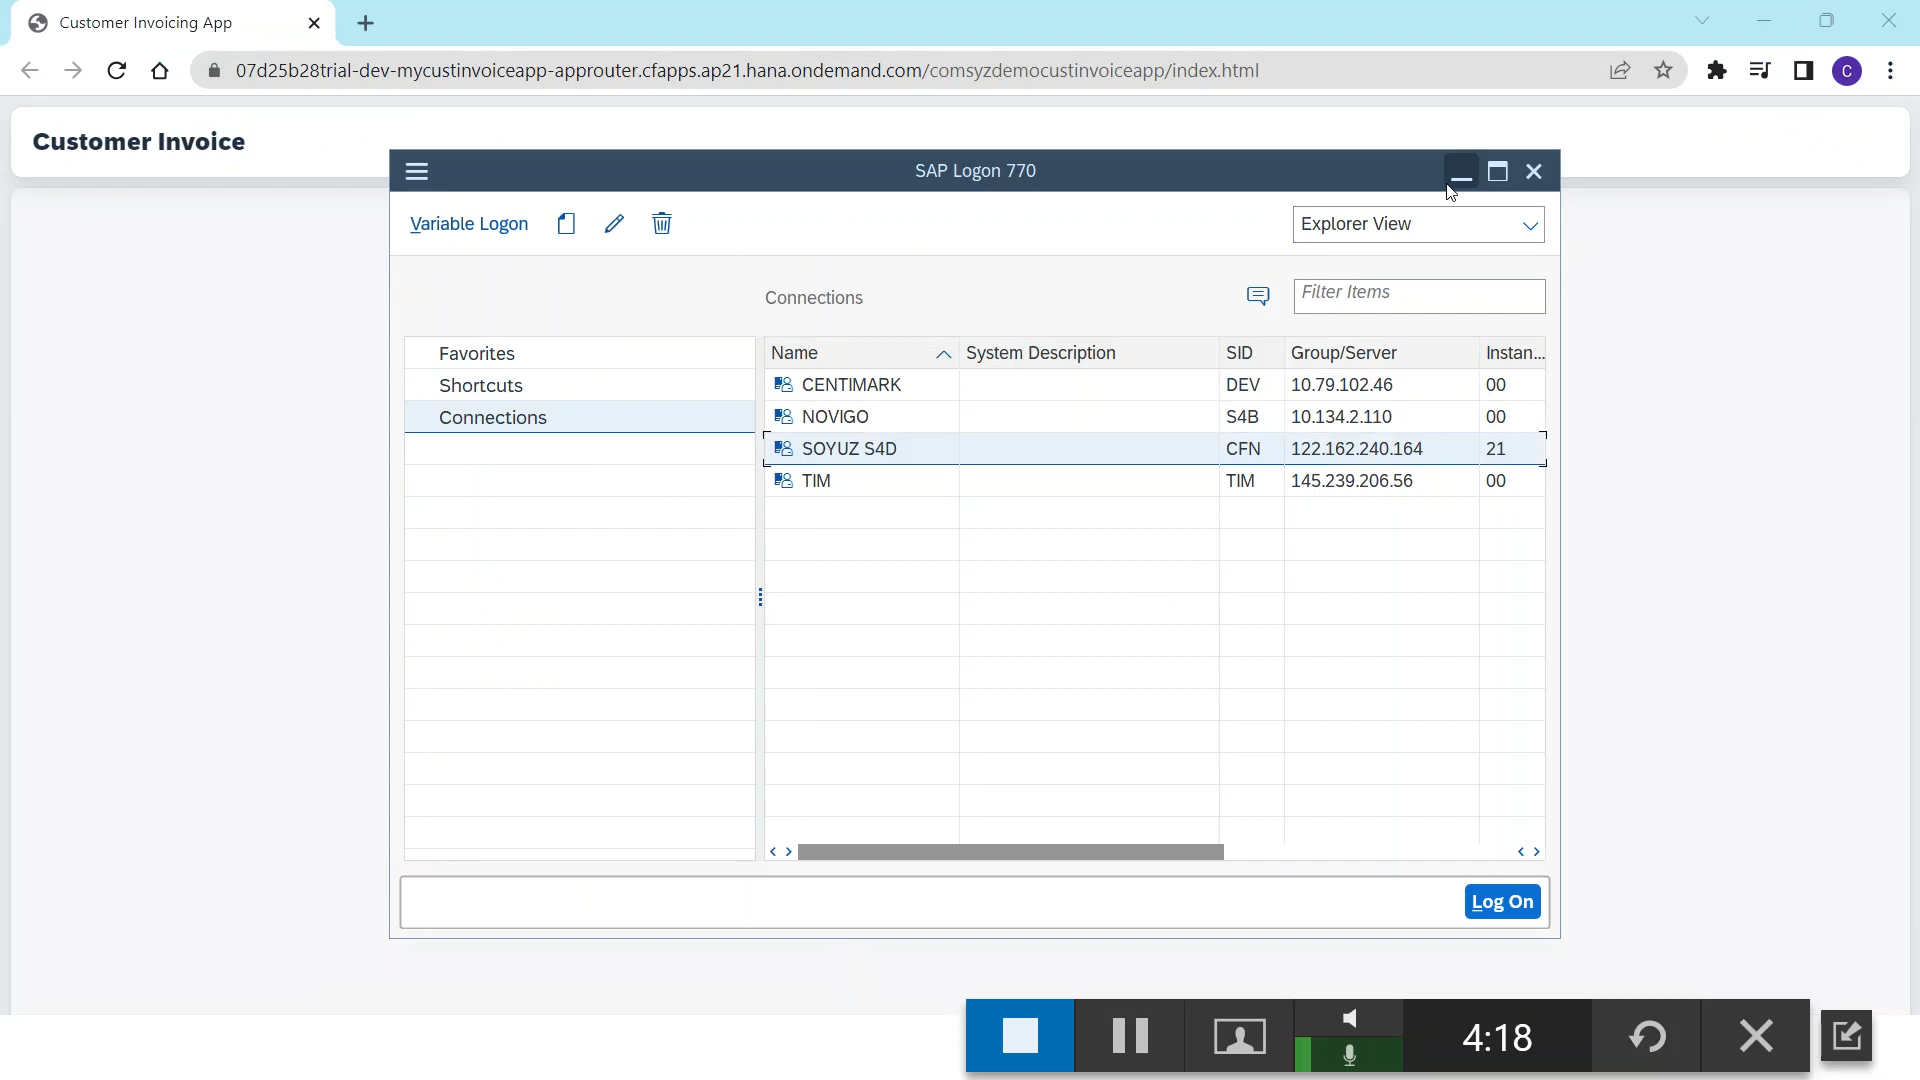 Customer Invoicing App
07d25b28trial-dev-mycustinvoiceapp-approuter.cfapps.ap21.hana.ondemand.com/comsyzdemocustinvoiceapp/index.html
C
Customer Invoice
SAP Logon 770
Variable Logon
Explorer View
Connections
Filter Items
Favorites
Shortcuts
Connections
Name System Description SID Group/Server Instan...
CENTIMARK DEV 10.79.102.46 00
NOVIGO S4B 10.134.2.110 00
SOYUZ S4D CFN 122.162.240.164 21
TIM TIM 145.239.206.56 00
Log On
4:18